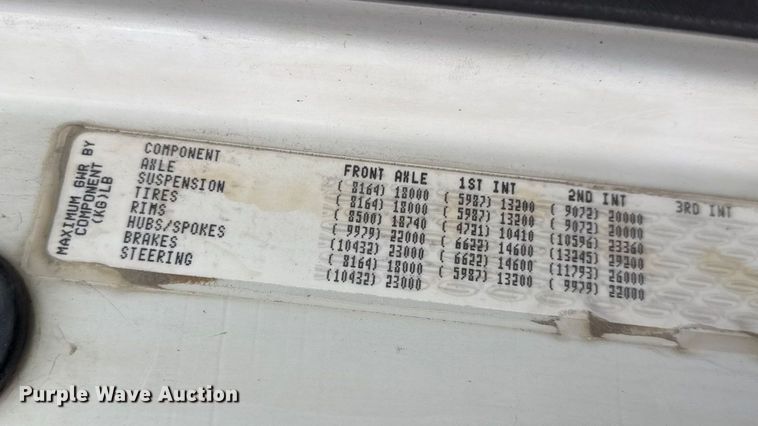 MAXIMUM GWR BY
COMPONENT
(KG)LB
COMPONENT FRONT AXLE 1ST INT 2ND INT 3RD INT
AXLE ( 8164) 18000 ( 5987) 13200 ( 9072) 20000
SUSPENSION ( 8164) 18000 ( 5987) 13200 ( 9072) 20000
TIRES ( 8500) 18740 ( 4721) 10410 (10596) 23360
RIMS ( 9979) 22000 ( 6622) 14600 (13245) 29200
HUBS/SPOKES (10432) 23000 ( 6622) 14600 (11793) 26000
BRAKES ( 8164) 18000 ( 5987) 13200 ( 9979) 22000
STEERING (10432) 23000
Purple Wave Auction